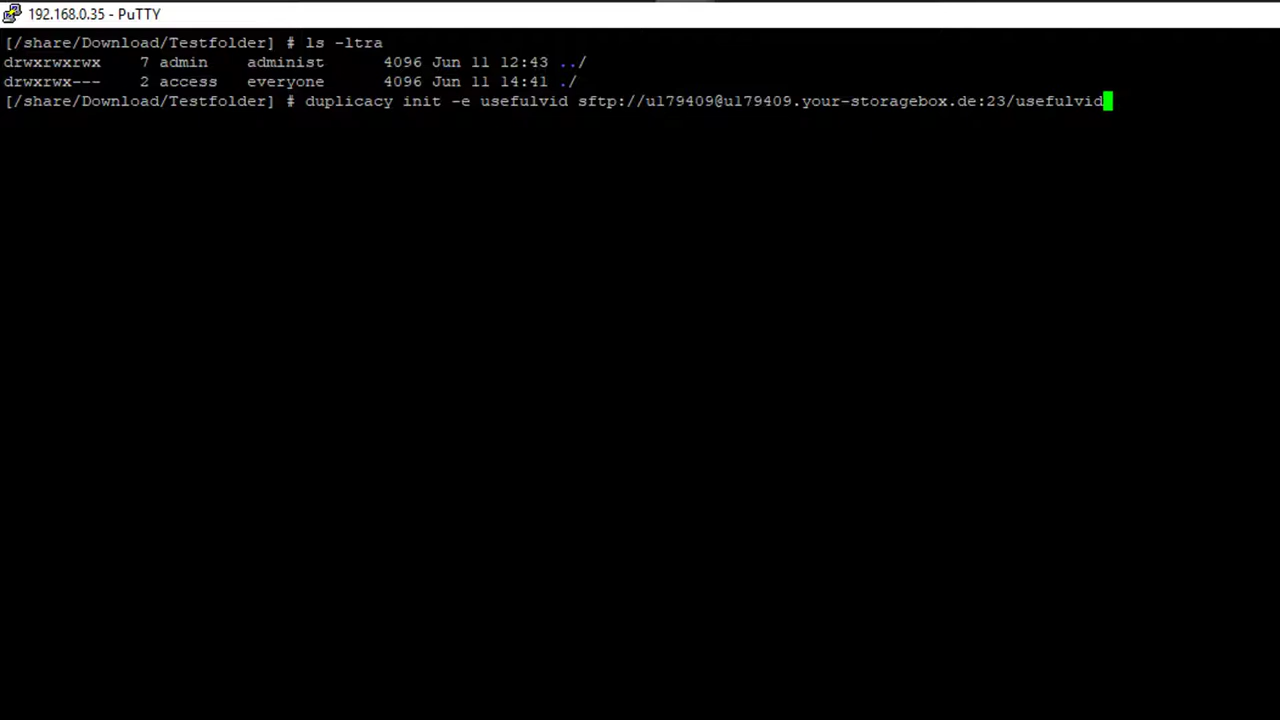 192.168.0.35 - PuTTY
[/share/Download/Testfolder] # ls -ltra
drwxrwxrwx    7 admin    administ      4096 Jun 11 12:43 ../
drwxrwx---    2 access   everyone      4096 Jun 11 14:41 ./
[/share/Download/Testfolder] # duplicacy init -e usefulvid sftp://u179409@u179409.your-storagebox.de:23/usefulvid